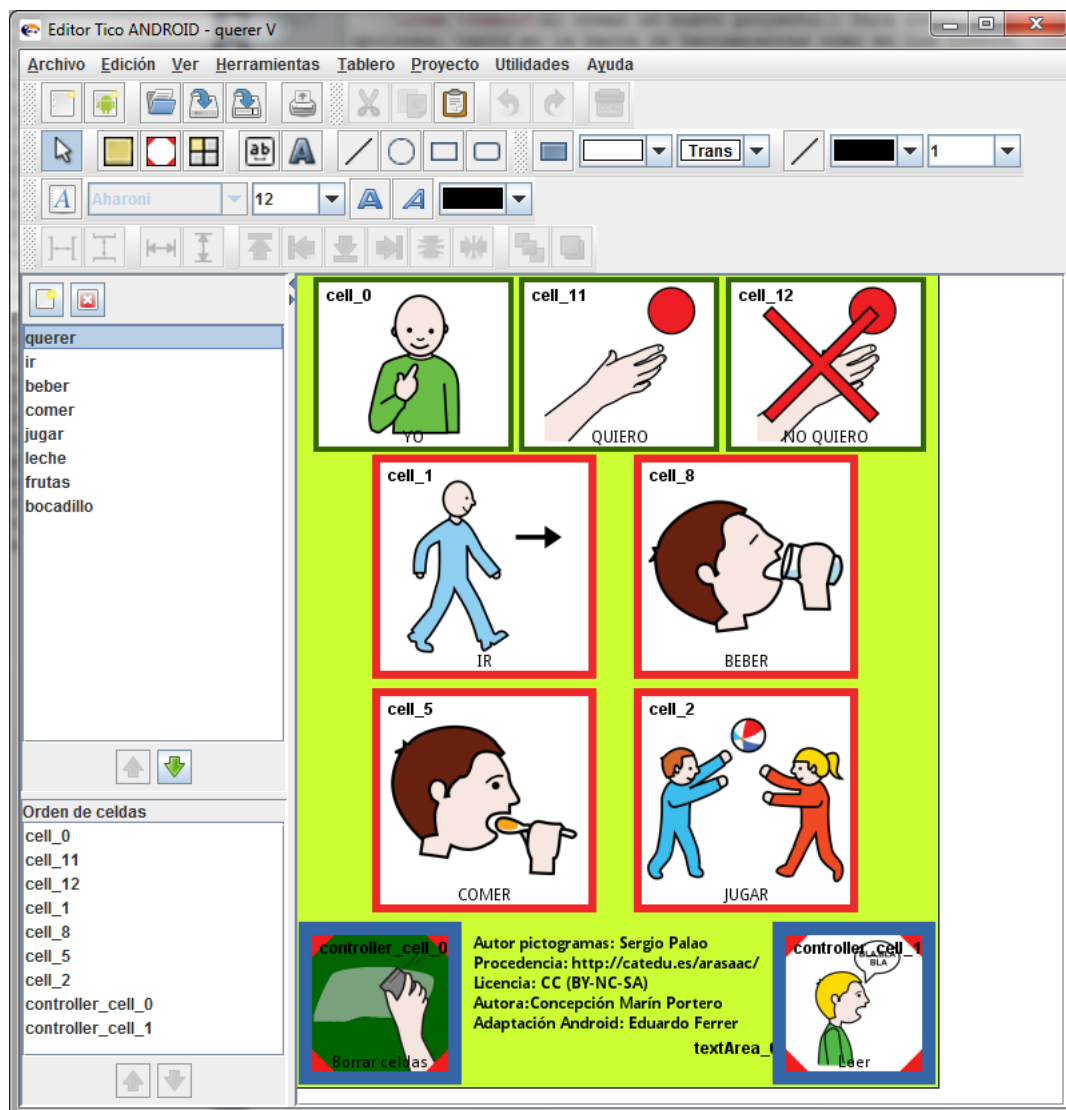 Editor Tico ANDROID - querer V
Archivo Edición Ver Herramientas Tablero Proyecto Utilidades Ayuda
Trans
1
Aharoni
12
querer
ir
beber
comer
jugar
leche
frutas
bocadillo
Orden de celdas
cell_0
cell_11
cell_12
cell_1
cell_8
cell_5
cell_2
controller_cell_0
controller_cell_1
cell_0
YO
cell_11
QUIERO
cell_12
NO QUIERO
cell_1
IR
cell_8
BEBER
cell_5
COMER
cell_2
JUGAR
controller_cell_0
Borrar celdas
Autor pictogramas: Sergio Palao
Procedencia: http://catedu.es/arasaac/
Licencia: CC (BY-NC-SA)
Autora:Concepción Marín Portero
Adaptación Android: Eduardo Ferrer
textArea_
controller_cell_1
BLA,BLA
BLA
Leer